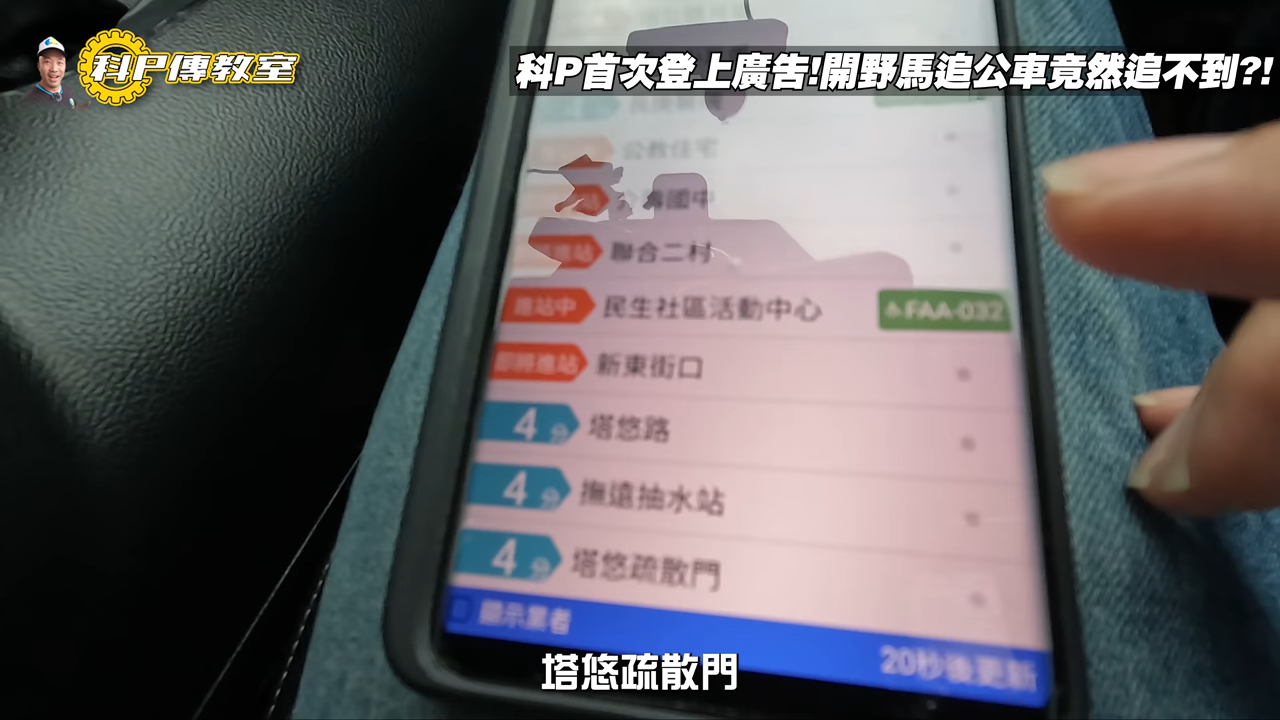 科P傳教室
科P首次登上廣告!開野馬追公車竟然追不到?!
公教住宅
國中
聯合二村
進站中 民生社區活動中心 FAA-032
即將進站 新東街口
4分 塔悠路
4分 撫遠抽水站
4分 塔悠疏散門
顯示業者 20秒後更新
塔悠疏散門